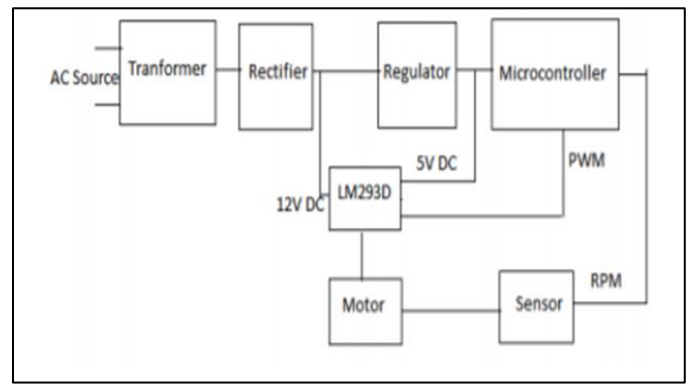 AC Source
Tranformer
Rectifier
Regulator
Microcontroller
12V DC
LM293D
5V DC
PWM
Motor
Sensor
RPM